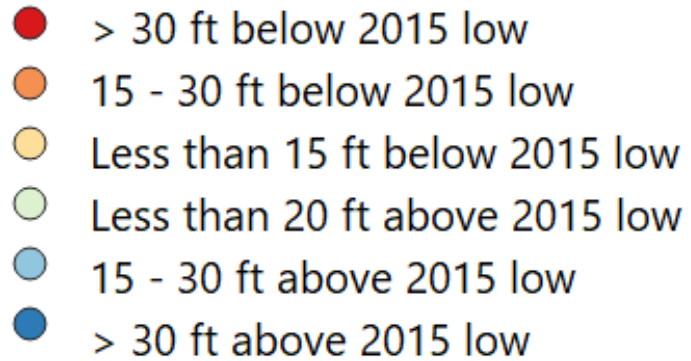 > 30 ft below 2015 low
15 - 30 ft below 2015 low
Less than 15 ft below 2015 low
Less than 20 ft above 2015 low
15 - 30 ft above 2015 low
> 30 ft above 2015 low